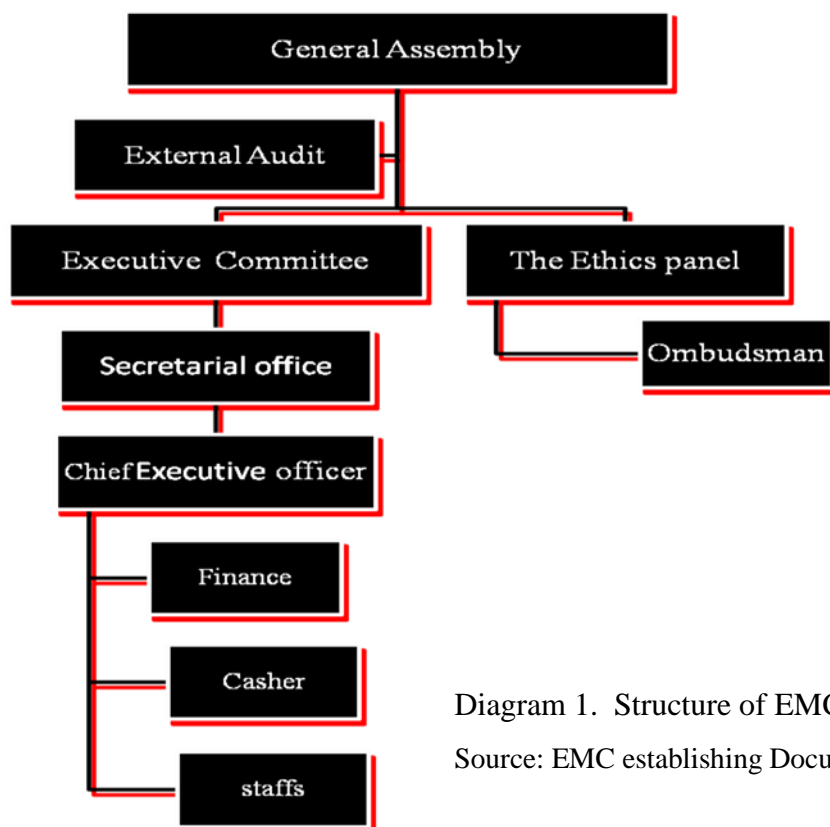 General Assembly
External Audit
Executive Committee
The Ethics panel
Ombudsman
Secretarial office
Chief Executive officer
Finance
Casher
staffs
Diagram 1. Structure of EMC
Source: EMC establishing Docu